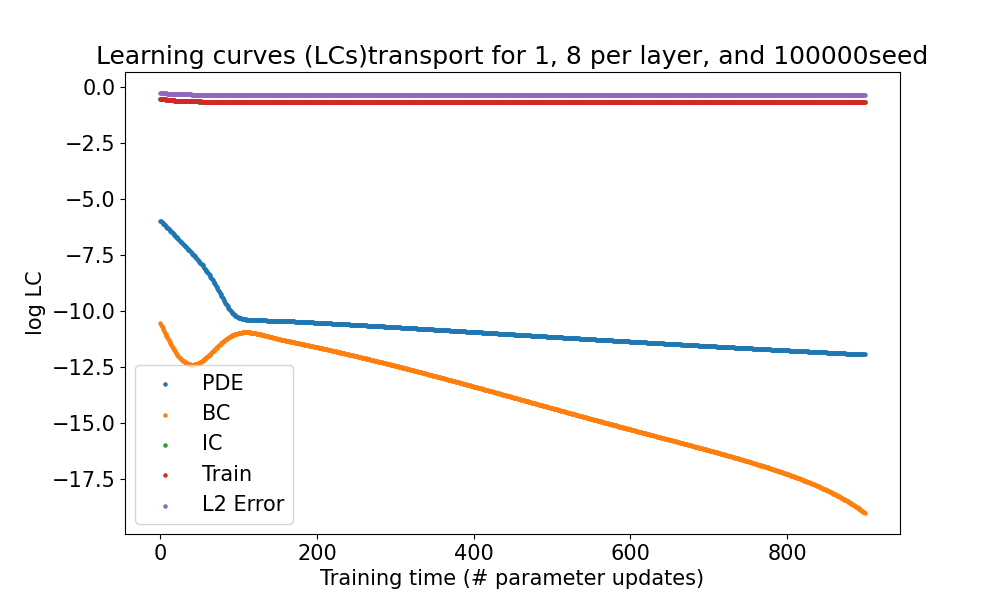 Learning curves (LCs)transport for 1, 8 per layer, and 100000seed
log LC
0.0
−2.5
−5.0
−7.5
−10.0
−12.5
−15.0
−17.5
PDE
BC
IC
Train
L2 Error
0 200 400 600 800
Training time (# parameter updates)